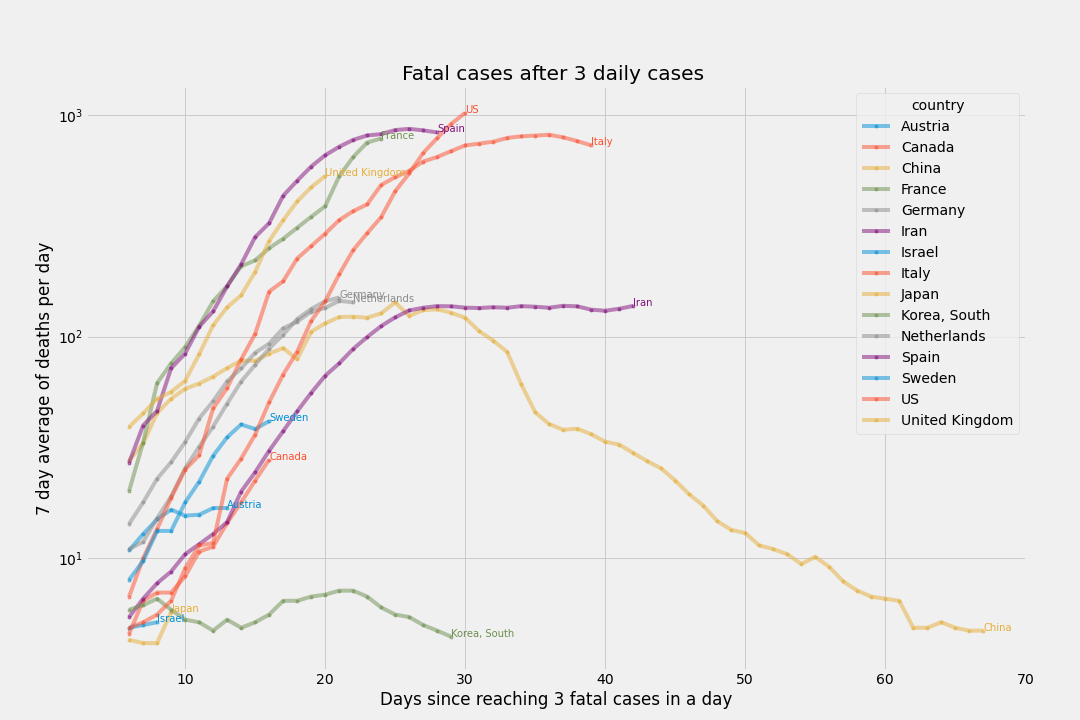 Fatal cases after 3 daily cases
7 day average of deaths per day
10³
10²
10¹
US
Spain
France
Italy
United Kingdom
Germany
Netherlands
Iran
Sweden
Canada
Austria
Japan
Israel
Korea, South
China
country
Austria
Canada
China
France
Germany
Iran
Israel
Italy
Japan
Korea, South
Netherlands
Spain
Sweden
US
United Kingdom
10 20 30 40 50 60 70
Days since reaching 3 fatal cases in a day